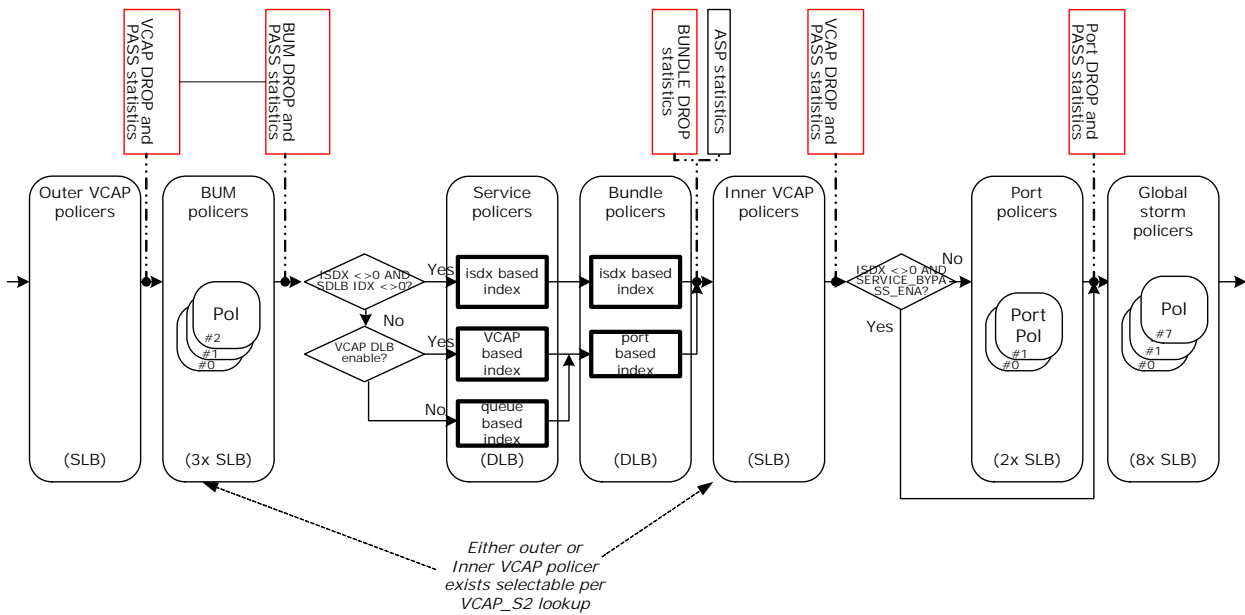 VCAP DROP and
PASS statistics
BUM DROP and
PASS statistics
BUNDLE DROP
statistics
ASP statistics
VCAP DROP and
PASS statistics
Port DROP and
PASS statistics
Outer VCAP
policers
(SLB)
BUM
policers
Pol
#2
#1
#0
(3x SLB)
ISDX <>0 AND
SDLB IDX <>0?
Yes
No
VCAP DLB
enable?
Yes
No
Service
policers
isdx based
index
VCAP
based
index
queue
based
index
(DLB)
Bundle
policers
isdx based
index
port
based
index
(DLB)
Inner VCAP
policers
(SLB)
ISDX <>0 AND
SERVICE_BYPA
SS_ENA?
No
Yes
Port
policers
Port
Pol
#1
#0
(2x SLB)
Global
storm
policers
Pol
#7
#1
#0
(8x SLB)
Either outer or
Inner VCAP policer
exists selectable per
VCAP_S2 lookup